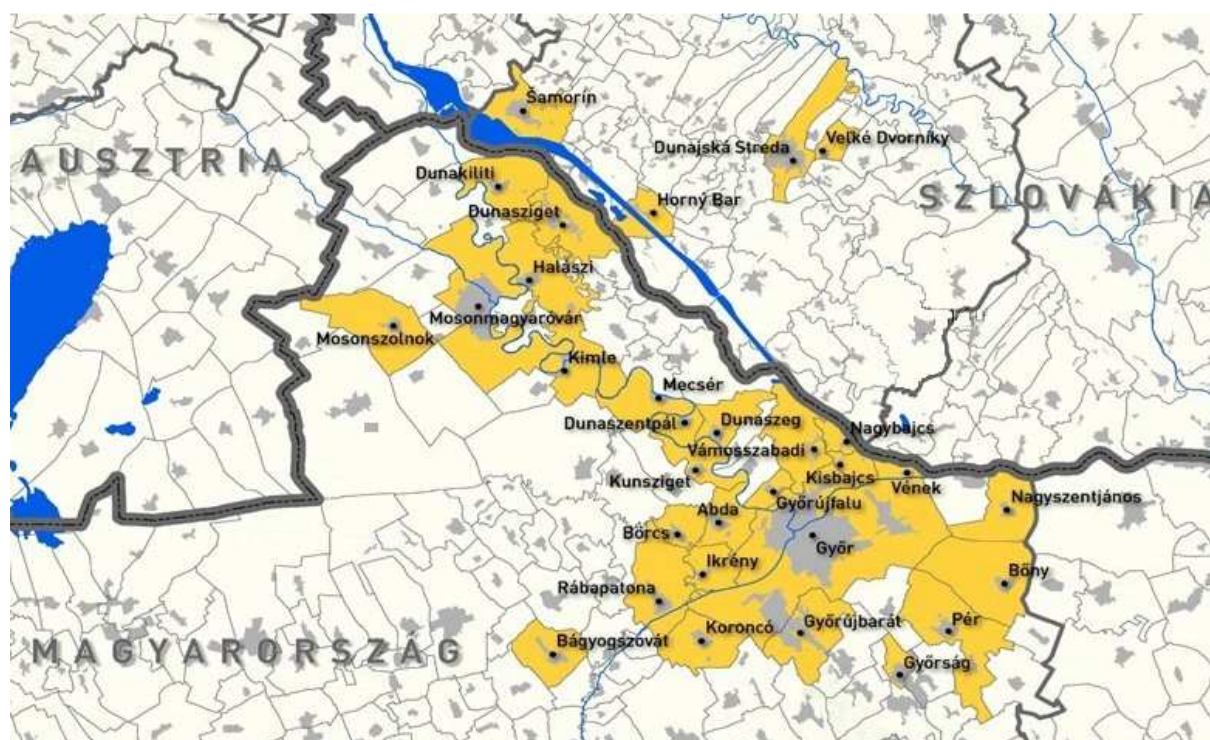 Šamorín
AUSZTRIA
Dunajská Streda
Veľké Dvorníky
Dunakiliti
SZLOVÁKIA
Horný Bar
Dunasziget
Halászi
Mosonmagyaróvár
Mosonszolnok
Kimle
Mecsér
Dunaszentpál
Dunaszeg
Nagybajcs
Vámosszabadi
Kunsziget
Kisbajcs
Vének
Nagyszentjános
Győrújfalu
Abda
Börcs
Győr
Ikrény
Bőny
Rábapatona
Pér
Koroncó
Győrújbarát
MAGYARORSZÁG
Bágyogszovát
Győrság